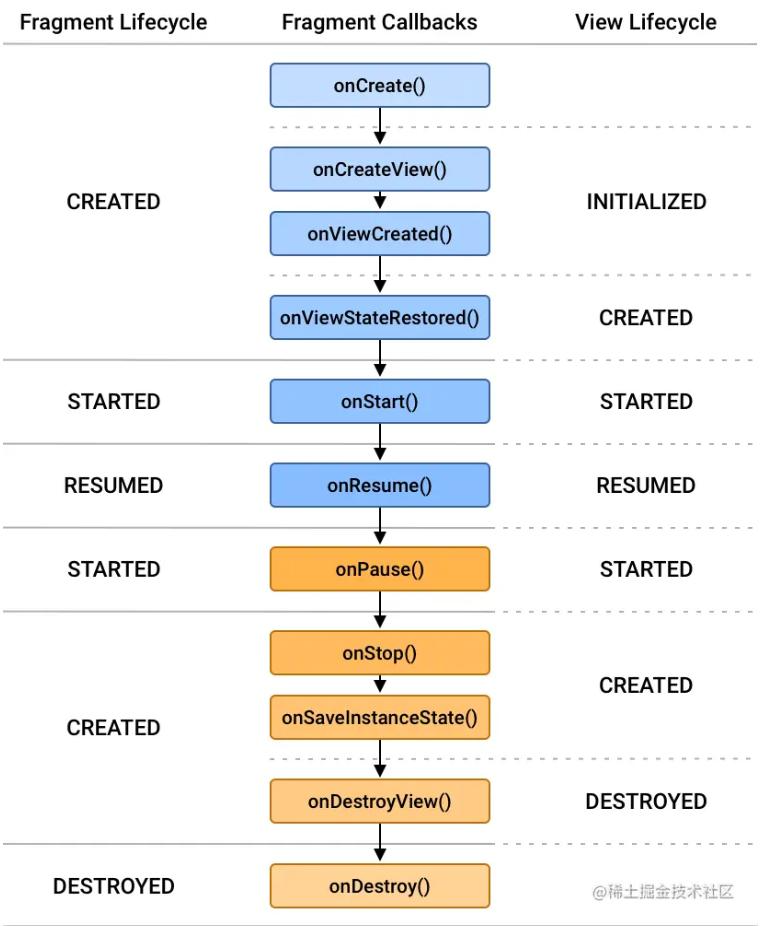 Fragment Lifecycle Fragment Callbacks View Lifecycle
onCreate()
onCreateView()
CREATED INITIALIZED
onViewCreated()
onViewStateRestored() CREATED
STARTED onStart() STARTED
RESUMED onResume() RESUMED
STARTED onPause() STARTED
onStop()
CREATED
onSaveInstanceState()
CREATED
onDestroyView() DESTROYED
DESTROYED onDestroy()
@稀土掘金技术社区